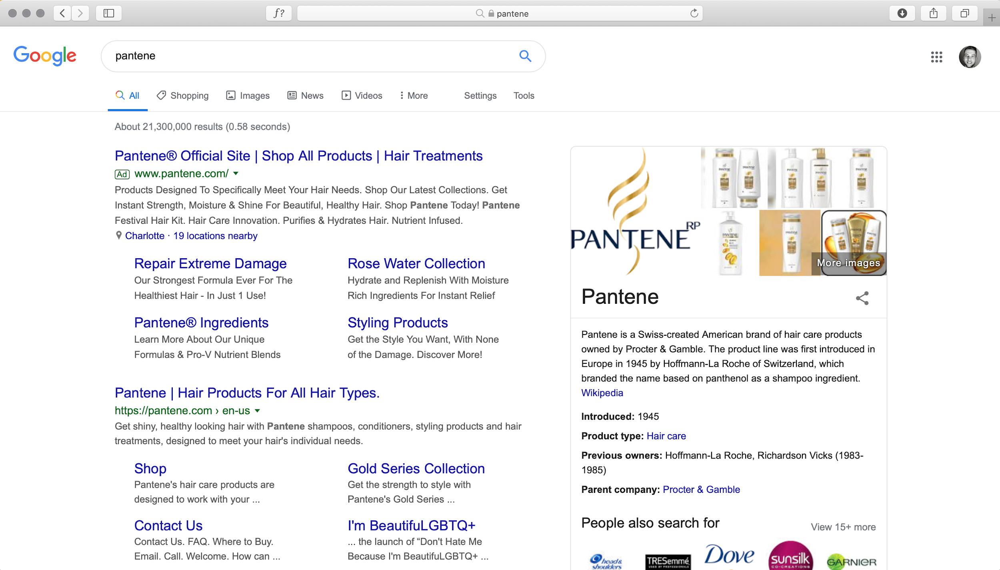 f?
pantene
Google
pantene
All
Shopping
Images
News
Videos
More
Settings
Tools
About 21,300,000 results (0.58 seconds)
Pantene® Official Site | Shop All Products | Hair Treatments
Ad www.pantene.com/
Products Designed To Specifically Meet Your Hair Needs. Shop Our Latest Collections. Get
Instant Strength, Moisture & Shine For Beautiful, Healthy Hair. Shop Pantene Today! Pantene
Festival Hair Kit. Hair Care Innovation. Purifies & Hydrates Hair. Nutrient Infused.
Charlotte · 19 locations nearby
Repair Extreme Damage
Our Strongest Formula Ever For The
Healthiest Hair - In Just 1 Use!
Rose Water Collection
Hydrate and Replenish With Moisture
Rich Ingredients For Instant Relief
Pantene® Ingredients
Learn More About Our Unique
Formulas & Pro-V Nutrient Blends
Styling Products
Get the Style You Want, With None
of the Damage. Discover More!
Pantene | Hair Products For All Hair Types.
https://pantene.com › en-us
Get shiny, healthy looking hair with Pantene shampoos, conditioners, styling products and hair
treatments, designed to meet your hair's individual needs.
Shop
Pantene's hair care products are
designed to work with your ...
Gold Series Collection
Get the strength to style with
Pantene's Gold Series ...
Contact Us
Contact Us. FAQ. Where to Buy.
Email. Call. Welcome. How can ...
I'm BeautifuLGBTQ+
... the launch of “Don't Hate Me
Because I'm BeautifuLGBTQ+ ...
PANTENE RP
PANTENE
PANTENE
PANTENE
PANTENE
PANTENE
PANTENE
PANTENE
More images
Pantene
Pantene is a Swiss-created American brand of hair care products
owned by Procter & Gamble. The product line was first introduced in
Europe in 1945 by Hoffmann-La Roche of Switzerland, which
branded the name based on panthenol as a shampoo ingredient.
Wikipedia
Introduced: 1945
Product type: Hair care
Previous owners: Hoffmann-La Roche, Richardson Vicks (1983-
1985)
Parent company: Procter & Gamble
People also search for
View 15+ more
head &
shoulders
TRESemmé
USED BY PROFESSIONALS
Dove
sunsilk
CO-CREATIONS
GARNIER